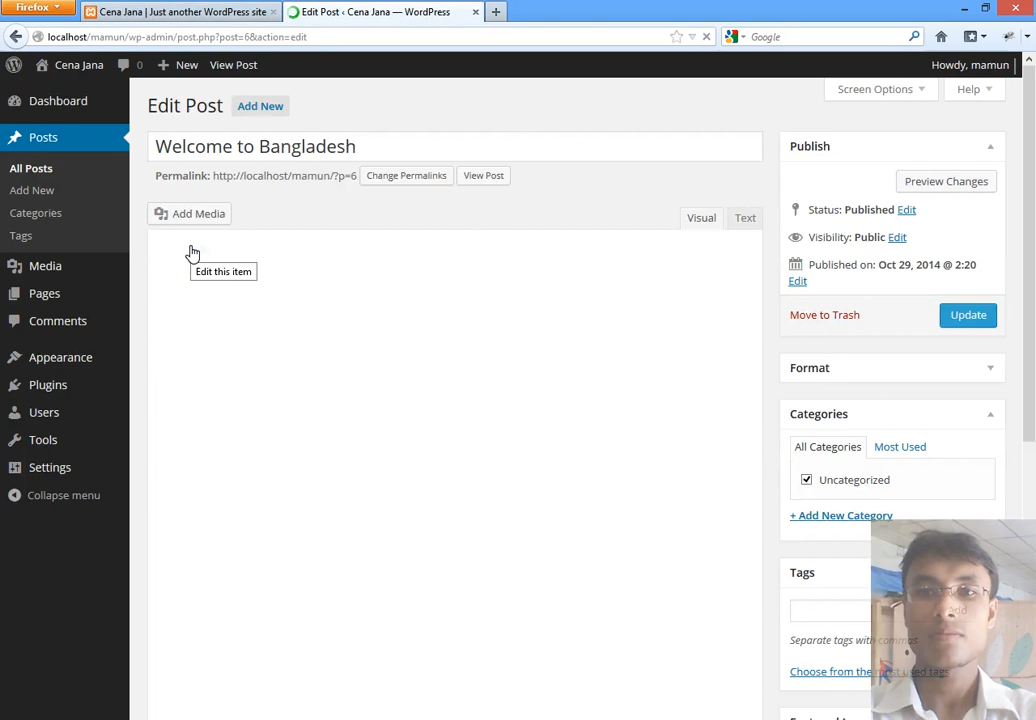 Firefox
Cena Jana | Just another WordPress site
Edit Post ‹ Cena Jana — WordPress
localhost/mamun/wp-admin/post.php?post=6&action=edit
Google
Cena Jana
0
New
View Post
Howdy, mamun
Dashboard
Posts
All Posts
Add New
Categories
Tags
Media
Pages
Comments
Appearance
Plugins
Users
Tools
Settings
Collapse menu
Screen Options
Help
Edit Post
Add New
Welcome to Bangladesh
Permalink: http://localhost/mamun/?p=6
Change Permalinks
View Post
Add Media
Visual
Text
Edit this item
Publish
Preview Changes
Status: Published Edit
Visibility: Public Edit
Published on: Oct 29, 2014 @ 2:20
Edit
Move to Trash
Update
Format
Categories
All Categories
Most Used
Uncategorized
+ Add New Category
Tags
Separate tags with
Choose from the most used tags